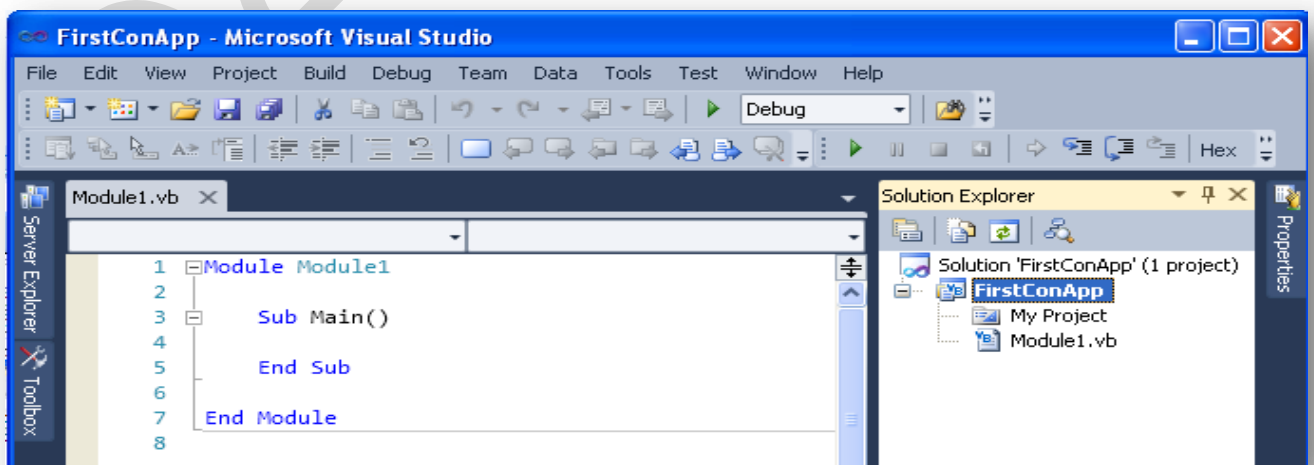 FirstConApp - Microsoft Visual Studio
File Edit View Project Build Debug Team Data Tools Test Window Help
Debug
Hex
Server Explorer
Toolbox
Module1.vb
1 Module Module1
2
3 Sub Main()
4
5 End Sub
6
7 End Module
8
Solution Explorer
Solution 'FirstConApp' (1 project)
FirstConApp
My Project
Module1.vb
Properties